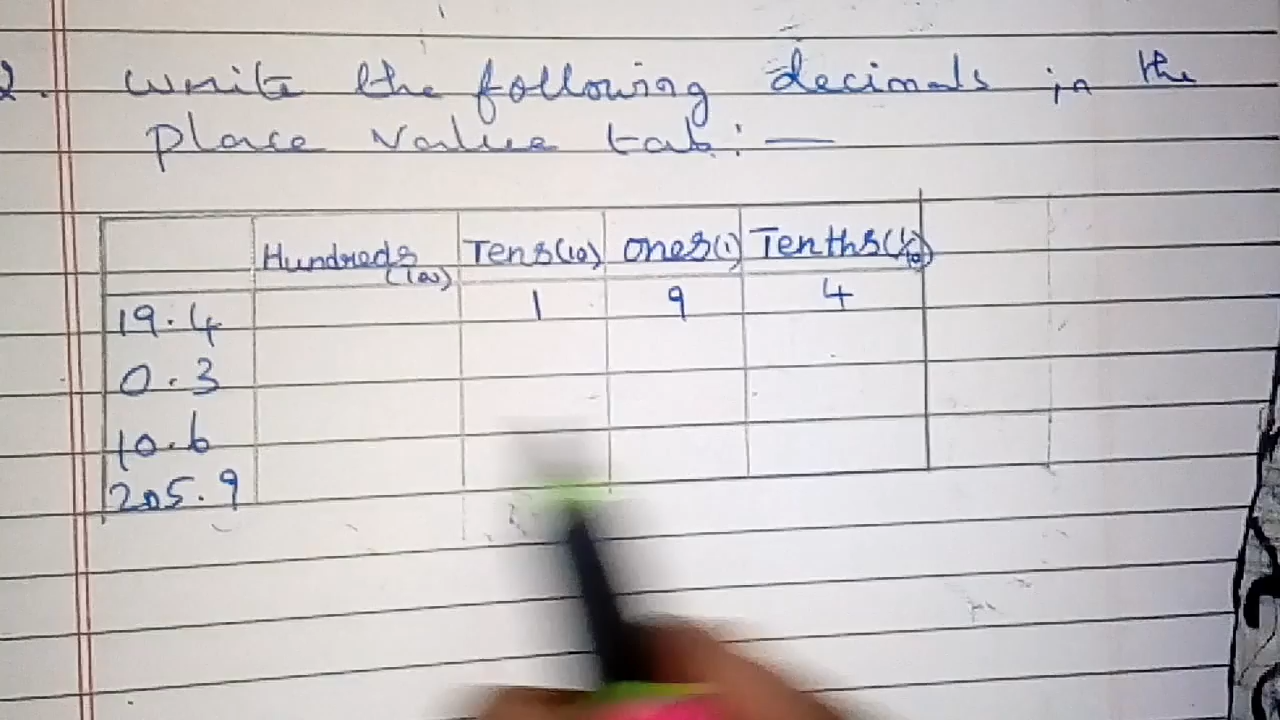 2. Write the following decimals in the
place value tab: —
Hundreds (100) Tens(10) Ones(1) Tenths(1/10)
19.4 1 9 4
0.3
10.6
205.9